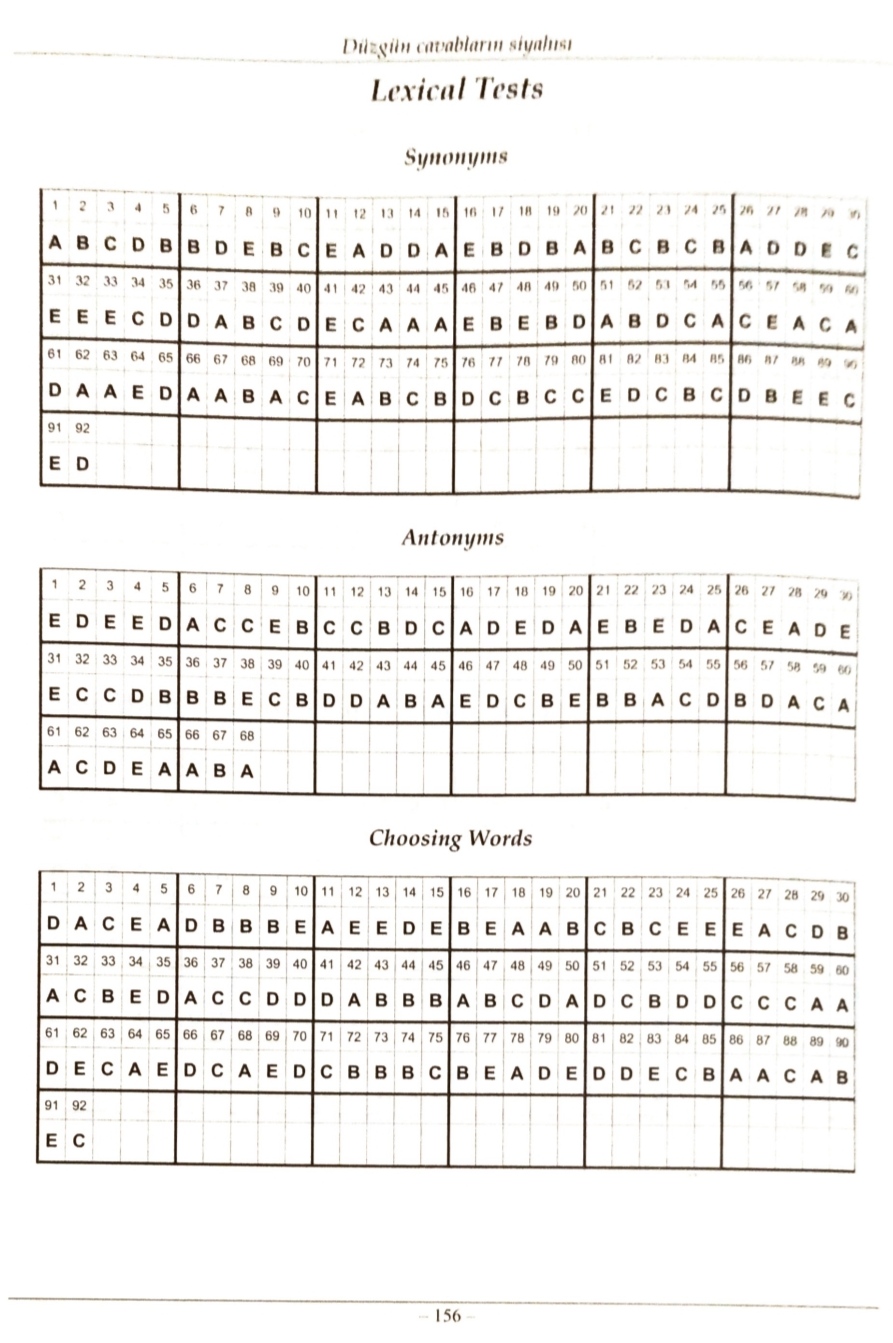 Düzgün cavabların siyahısı
Lexical Tests
Synonyms
1 2 3 4 5 6 7 8 9 10 11 12 13 14 15 16 17 18 19 20 21 22 23 24 25 26 27 28 29 30
A B C D B B D E B C E A D D A E B D B A B C B C B A D D E C
31 32 33 34 35 36 37 38 39 40 41 42 43 44 45 46 47 48 49 50 51 52 53 54 55 56 57 58 59 60
E E E C D D A B C D E C A A A E B E B D A B D C A C E A C A
61 62 63 64 65 66 67 68 69 70 71 72 73 74 75 76 77 78 79 80 81 82 83 84 85 86 87 88 89 90
D A A E D A A B A C E A B C B D C B C C E D C B C D B E E C
91 92
E D
Antonyms
1 2 3 4 5 6 7 8 9 10 11 12 13 14 15 16 17 18 19 20 21 22 23 24 25 26 27 28 29 30
E D E E D A C C E B C C B D C A D E D A E B E D A C E A D E
31 32 33 34 35 36 37 38 39 40 41 42 43 44 45 46 47 48 49 50 51 52 53 54 55 56 57 58 59 60
E C C D B B B E C B D D A B A E D C B E B B A C D B D A C A
61 62 63 64 65 66 67 68
A C D E A A B A
Choosing Words
1 2 3 4 5 6 7 8 9 10 11 12 13 14 15 16 17 18 19 20 21 22 23 24 25 26 27 28 29 30
D A C E A D B B B E A E E D E B E A A B C B C E E E A C D B
31 32 33 34 35 36 37 38 39 40 41 42 43 44 45 46 47 48 49 50 51 52 53 54 55 56 57 58 59 60
A C B E D A C C D D D A B B B A B C D A D C B D D C C C A A
61 62 63 64 65 66 67 68 69 70 71 72 73 74 75 76 77 78 79 80 81 82 83 84 85 86 87 88 89 90
D E C A E D C A E D C B B B C B E A D E D D E C B A A C A B
91 92
E C
– 156 –